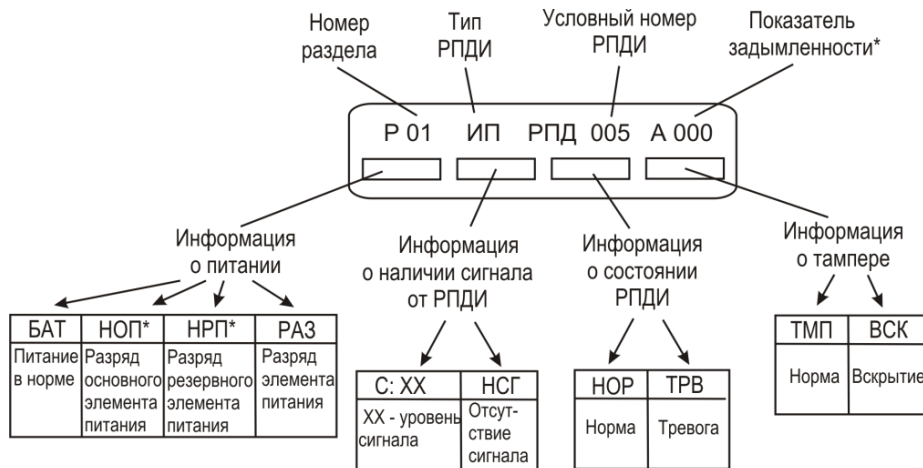 Номер
раздела
Тип
РПДИ
Условный номер
РПДИ
Показатель
задымленности*
Р 01 ИП РПД 005 А 000
Информация
о питании
Информация
о наличии сигнала
от РПДИ
Информация
о состоянии
РПДИ
Информация
о тампере
БАТ НОП* НРП* РАЗ
Питание
в норме
Разряд
основного
элемента
питания
Разряд
резервного
элемента
питания
Разряд
элемента
питания
С: ХХ НСГ
ХХ - уровень
сигнала
Отсут-
ствие
сигнала
НОР ТРВ
Норма Тревога
ТМП ВСК
Норма Вскрытие